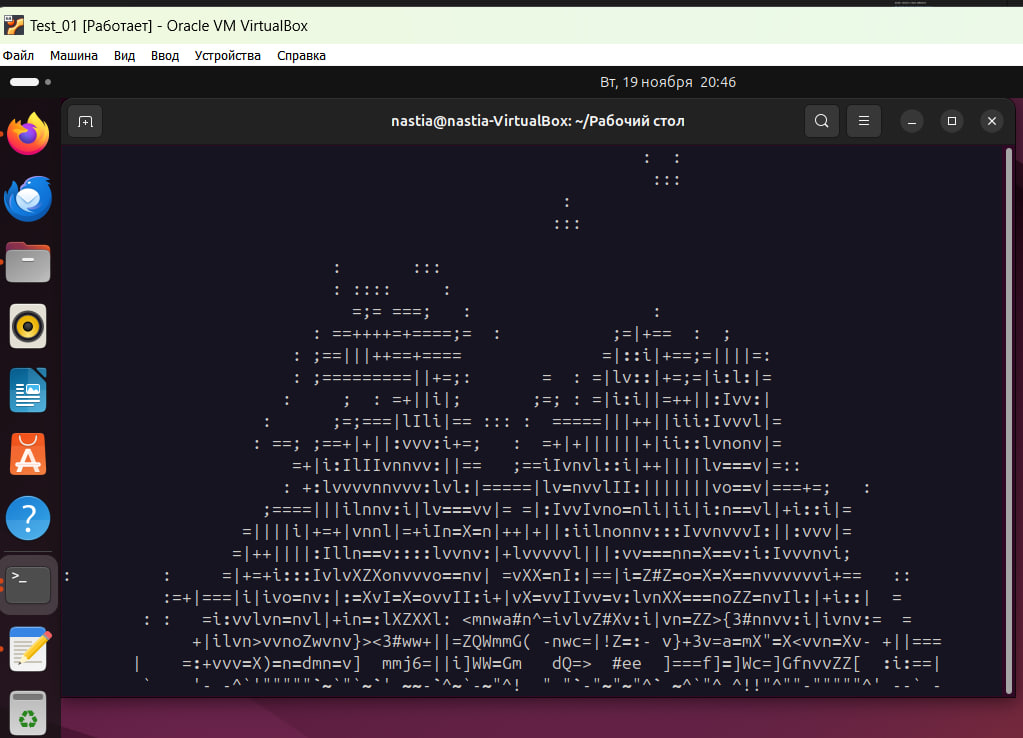 Test_01 [Работает] - Oracle VM VirtualBox
Файл Машина Вид Ввод Устройства Справка
Вт, 19 ноября 20:46
nastia@nastia-VirtualBox: ~/Рабочий стол
:  :
:::
:
:::
:       :::
: ::::     :
=;= ===;   :                  :
: ==++++=+====;=  :           ;=|+==  :  ;
: ;==|||++==+====              =|::i|+==;=||||=:
: ;=========||+=;:       =  : =|lv::|+=;=|i:l:|=
:     ;  : =+||i|;       ;=; : =|i:i||=++||:Ivv:|
:      ;=;===|lIli|== ::: :  =====|||++||iii:Ivvvl|=
: ==; ;==+|+||:vvv:i+=;   :  =+|+||||||+|ii::lvnonv|=
=+|i:IlIIvnnvv:||==   ;==iIvnvl::i|++||||lv===v|=::
: +:lvvvvnnvvv:lvl:|=====|lv=nvvlII:|||||||vo==v|===+=;   :
;====|||ilnnv:i|lv===vv|= =|:IvvIvno=nli|ii|i:n==vl|+i::i|=
=||||i|+=+|vnnl|=+iIn=X=n|++|+||:iilnonnv:::IvvnvvvI:||:vvv|=
=|++||||:Illn==v::::lvvnv:|+lvvvvvl|||:vv===nn=X==v:i:Ivvvnvi;
:         :     =|+=+i:::IvlvXZXonvvvo==nv| =vXX=nI:|==|i=Z#Z=o=X=X==nvvvvvvi+==   ::
:=+|===|i|ivo=nv:|:=XvI=X=ovvII:i+|vX=vvIIvv=v:lvnXX===noZZ=nvIl:|+i::|  =
: :   =i:vvlvn=nvl|+in=:lXZXXl: <mnwa#n^=ivlvZ#Xv:i|vn=ZZ>{3#nnvv:i|ivnv:=  =
+|ilvn>vvnoZwvnv}><3#ww+||=ZQWmmG( -nwc=|!Z=:- v}+3v=a=mX"=X<vvn=Xv- +||===
|    =:+vvv=X)=n=dmn=v]  mmj6=||i]WW=Gm   dQ=>  #ee  ]===f]=]Wc=]GfnvvZZ[  :i:==|
`    '- -^`'"""""`~`"`~`' ~~-`^~`-~"^!  " "`-"~"~"^` ~^`"^ ^!!"^""-"""""^' --` -